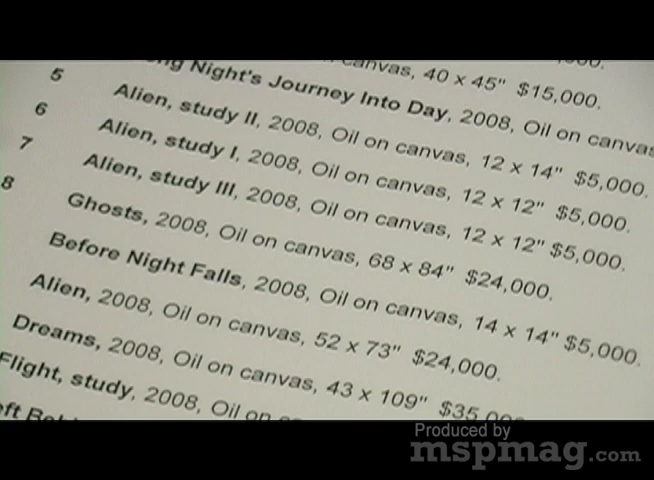 canvas, 40 x 45" $15,000.
Night's Journey Into Day, 2008, Oil on canvas
5 Alien, study II, 2008, Oil on canvas, 12 x 14" $5,000.
6 Alien, study I, 2008, Oil on canvas, 12 x 12" $5,000.
7 Alien, study III, 2008, Oil on canvas, 12 x 12" $5,000.
8 Ghosts, 2008, Oil on canvas, 68 x 84" $24,000.
Before Night Falls, 2008, Oil on canvas, 14 x 14" $5,000.
Alien, 2008, Oil on canvas, 52 x 73" $24,000.
Dreams, 2008, Oil on canvas, 43 x 109" $35,000
Flight, study, 2008, Oil on
Produced by
mspmag.com